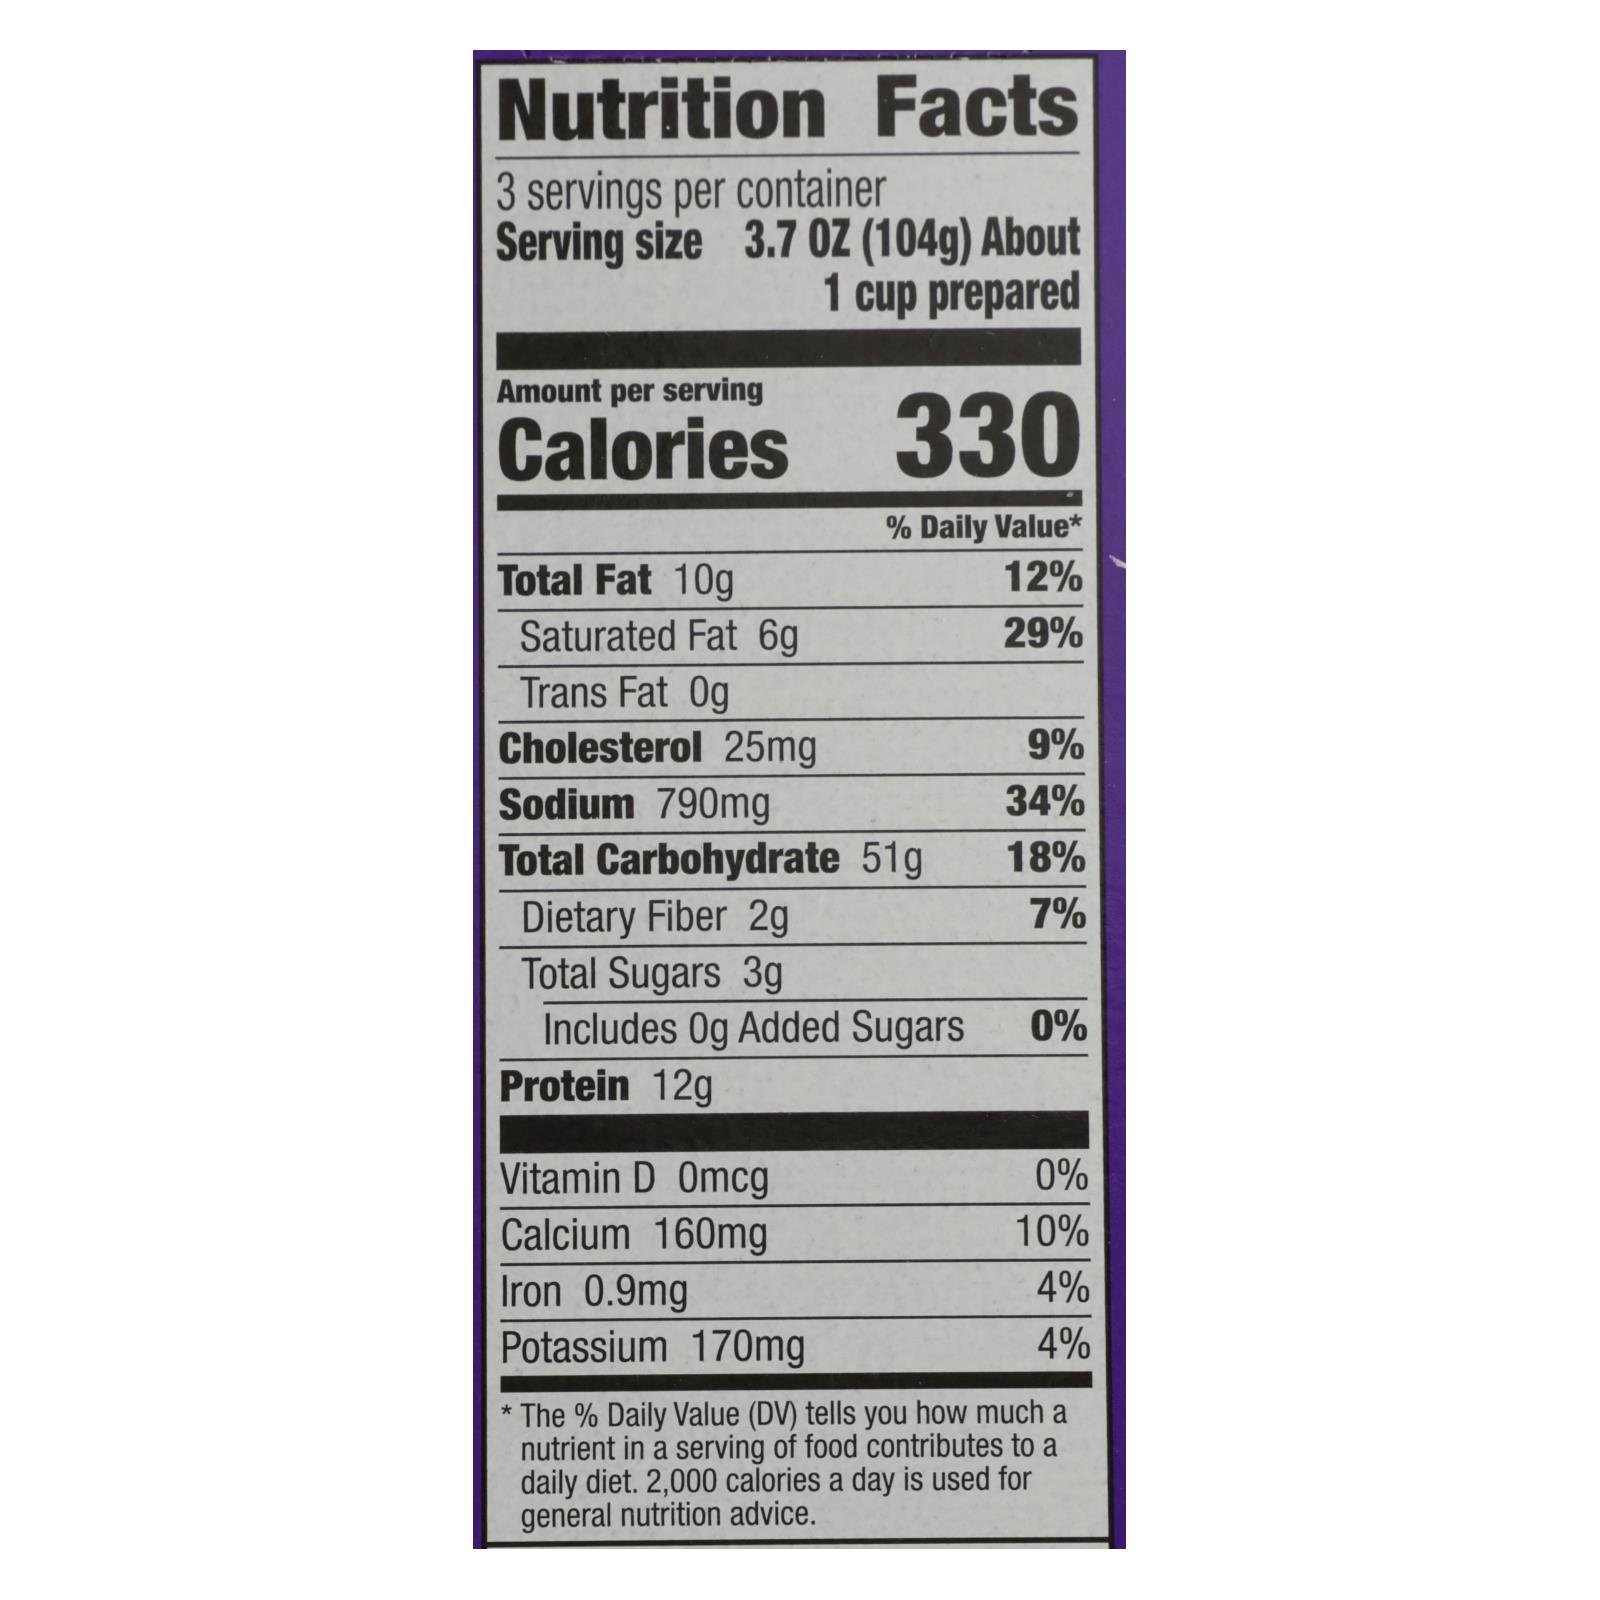 Nutrition Facts
3 servings per container
Serving size 3.7 OZ (104g) About
1 cup prepared
Amount per serving
Calories 330
% Daily Value*
Total Fat 10g 12%
Saturated Fat 6g 29%
Trans Fat 0g
Cholesterol 25mg 9%
Sodium 790mg 34%
Total Carbohydrate 51g 18%
Dietary Fiber 2g 7%
Total Sugars 3g
Includes 0g Added Sugars 0%
Protein 12g
Vitamin D 0mcg 0%
Calcium 160mg 10%
Iron 0.9mg 4%
Potassium 170mg 4%
* The % Daily Value (DV) tells you how much a
nutrient in a serving of food contributes to a
daily diet. 2,000 calories a day is used for
general nutrition advice.